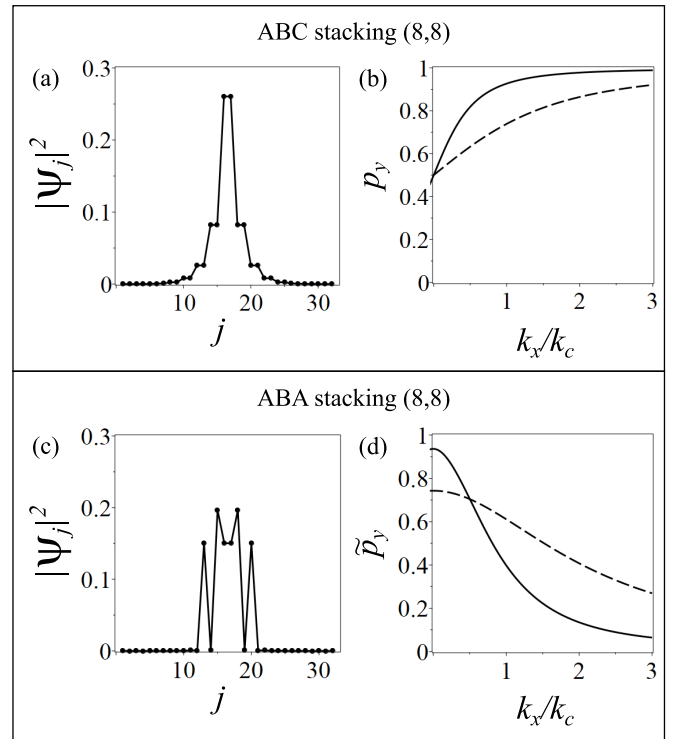 ABC stacking (8,8)
(a)
0.3
0.2
0.1
0
|Ψj|²
10
20
30
j
(b)
1
0.8
0.6
0.4
0.2
0
py
1
2
3
kx/kc
ABA stacking (8,8)
(c)
0.3
0.2
0.1
0
|Ψj|²
10
20
30
j
(d)
1
0.8
0.6
0.4
0.2
0
p̃y
1
2
3
kx/kc